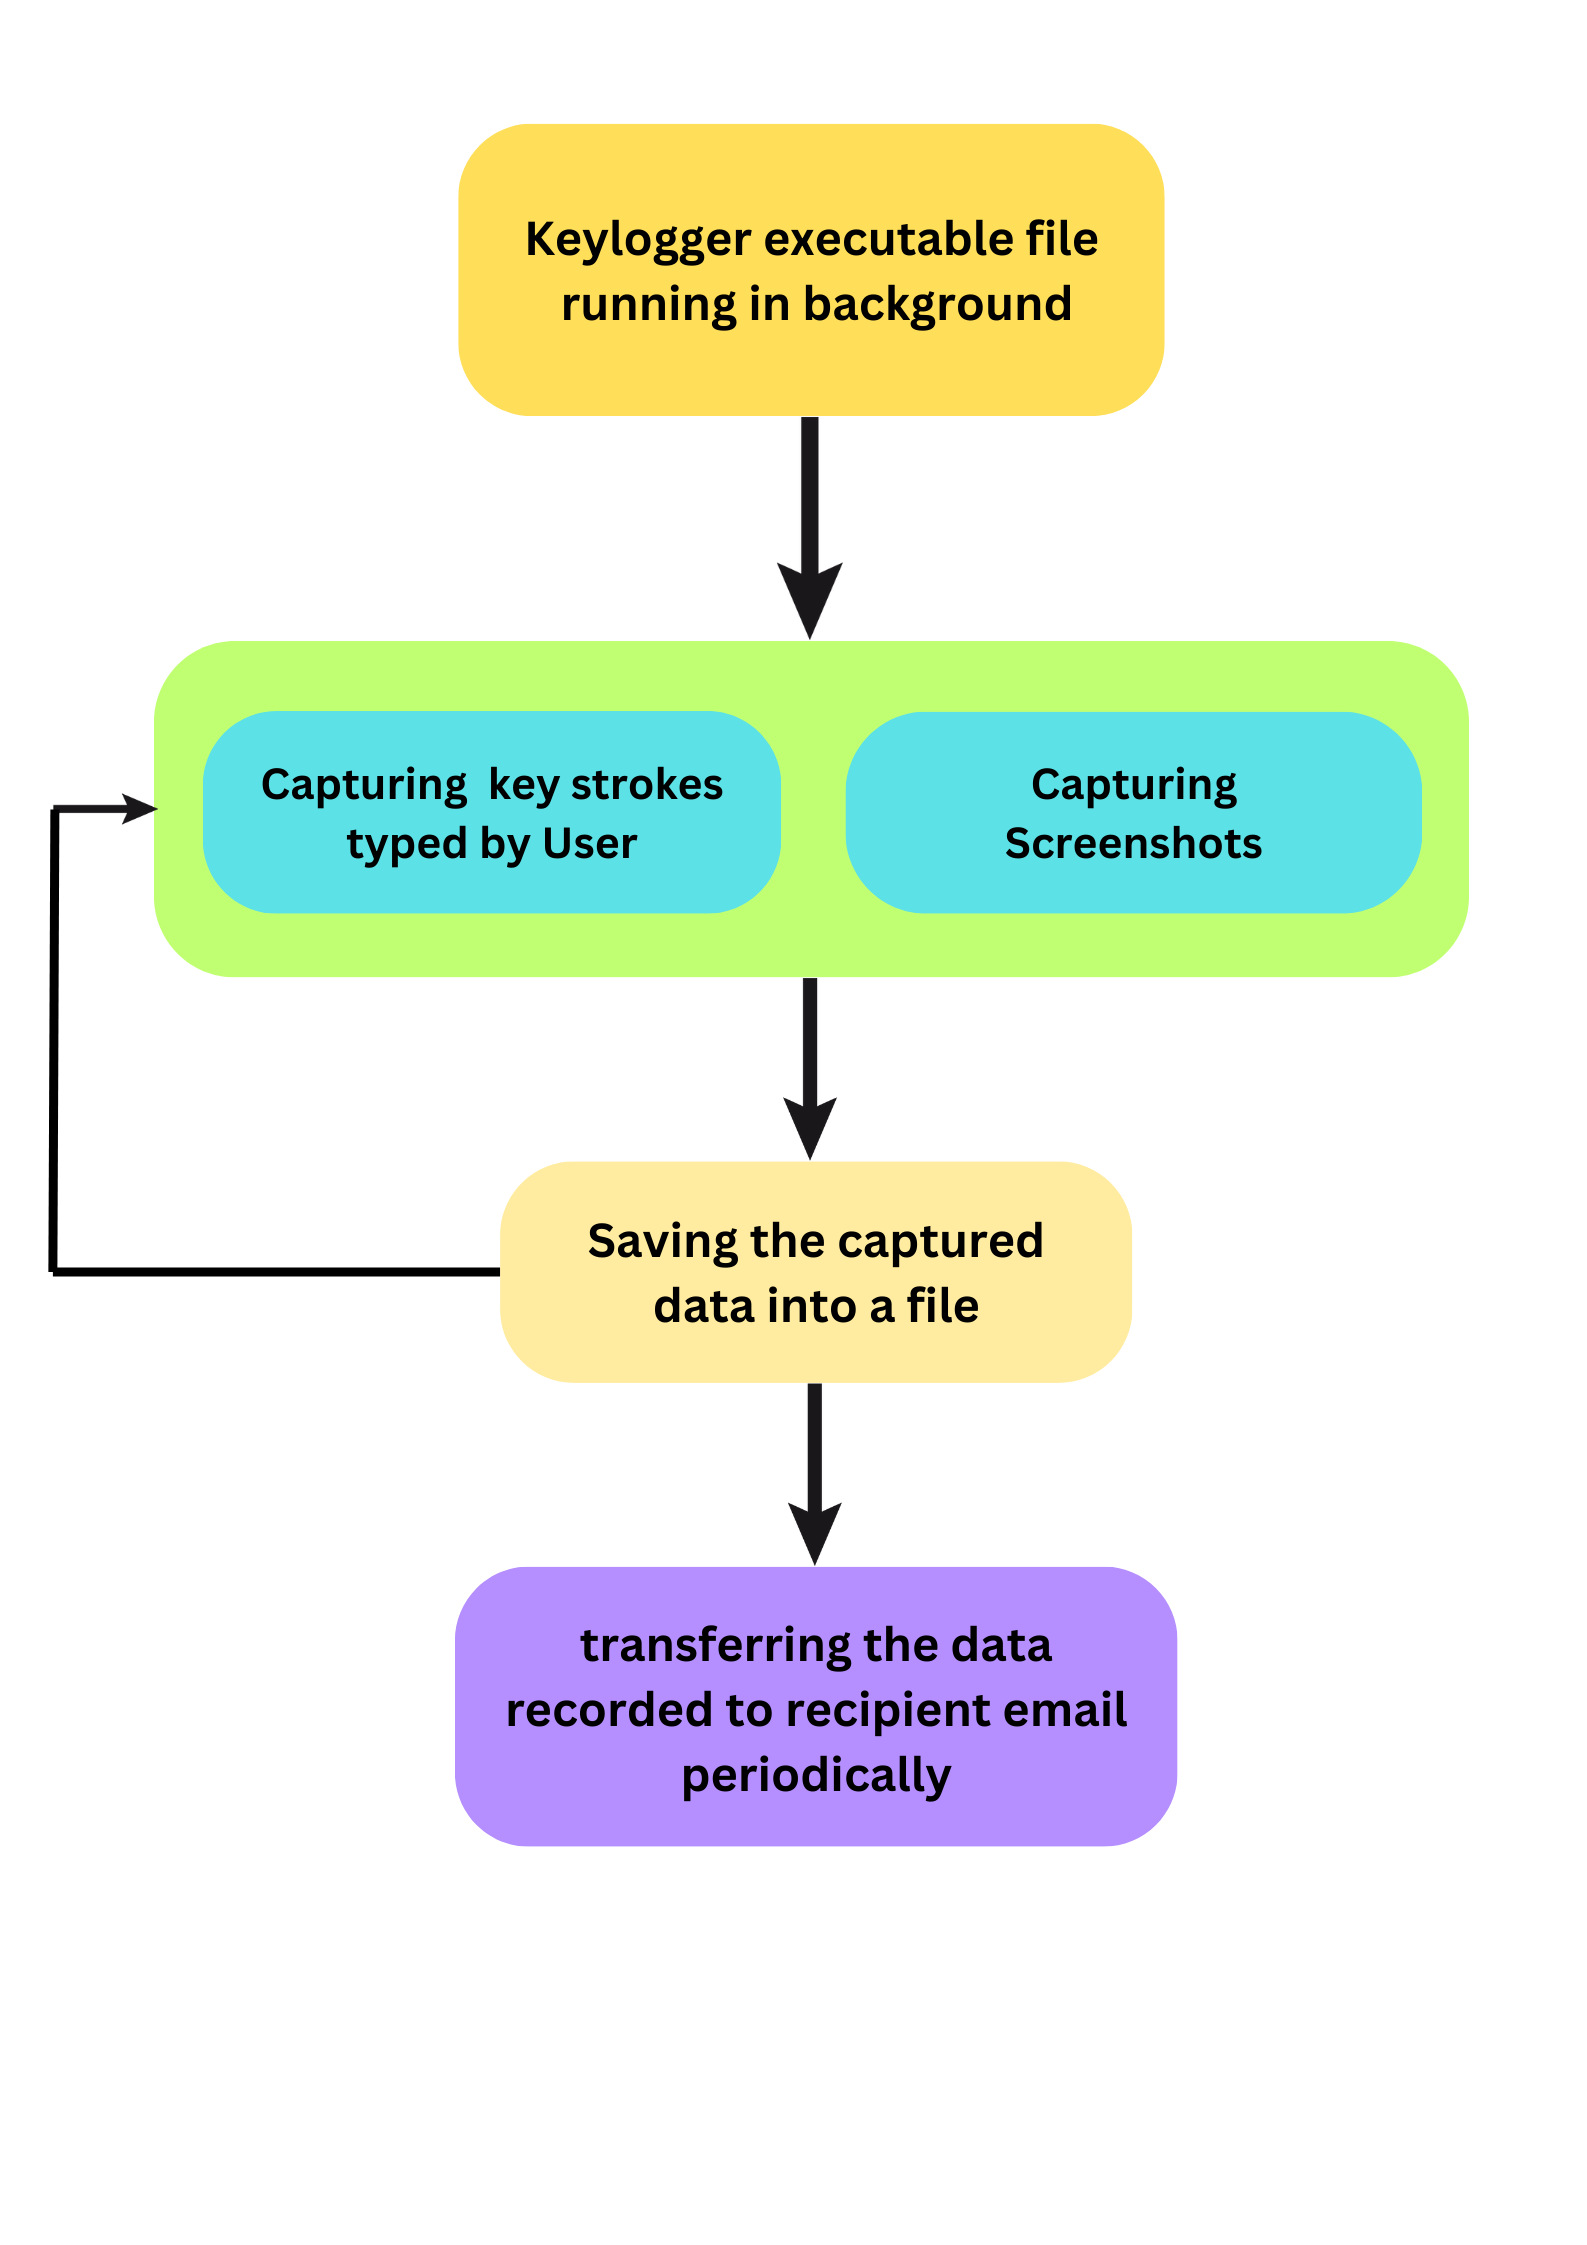 Keylogger executable file
running in background
Capturing  key strokes
typed by User
Capturing
Screenshots
Saving the captured
data into a file
transferring the data
recorded to recipient email
periodically